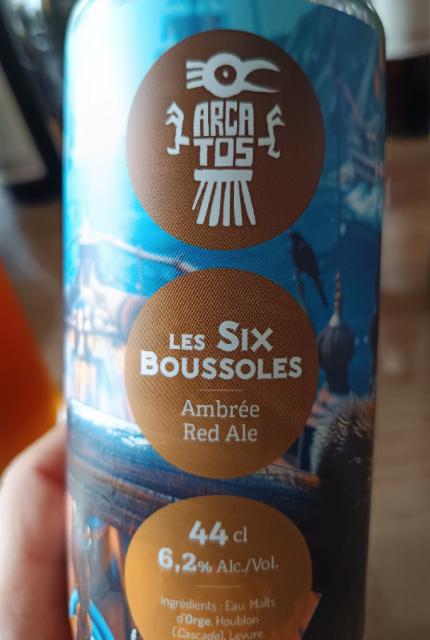 ARCA
TOS
LES SIX
BOUSSOLES
Ambrée
Red Ale
44 cl
6,2% Alc./Vol.
Ingrédients : Eau, Malts
d'Orge, Houblon
(Cascade), Levure